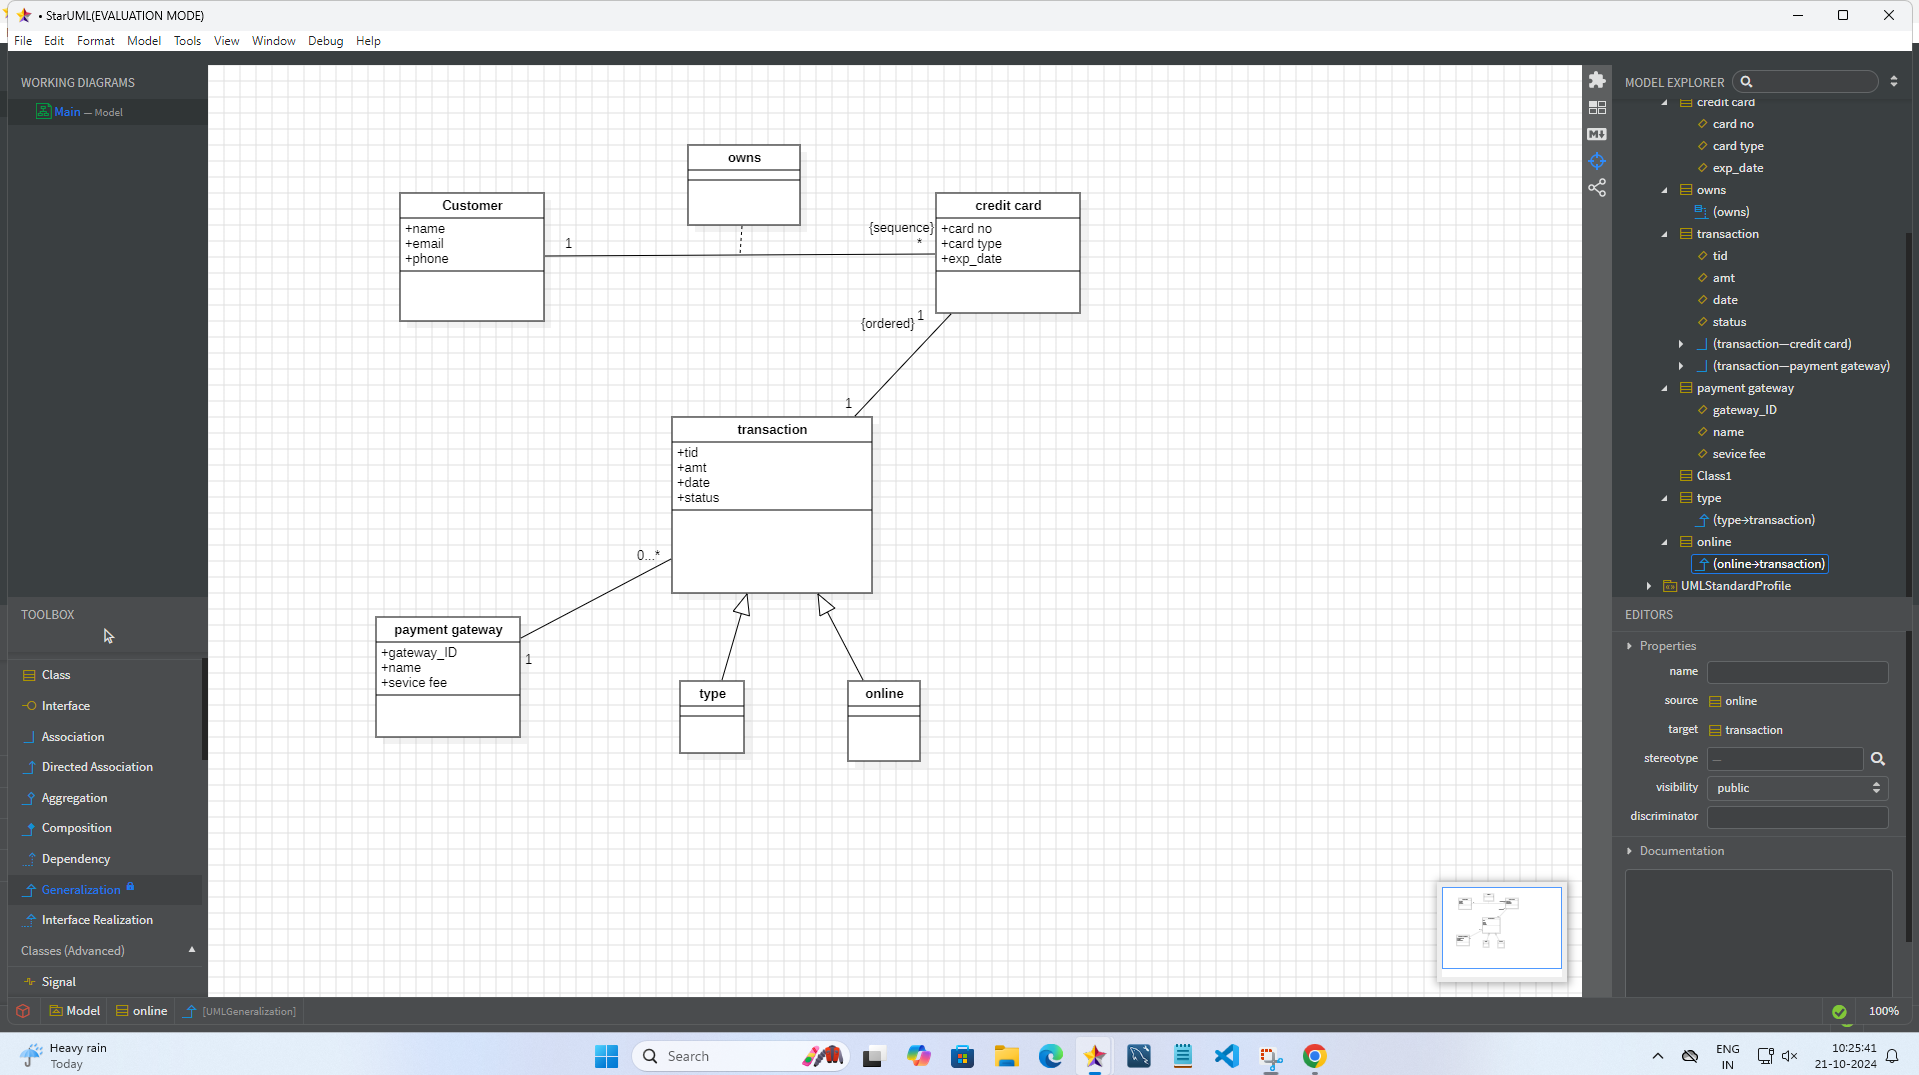 • StarUML(EVALUATION MODE)
File Edit Format Model Tools View Window Debug Help
WORKING DIAGRAMS
Main — Model
TOOLBOX
Class
Interface
Association
Directed Association
Aggregation
Composition
Dependency
Generalization
Interface Realization
Classes (Advanced)
Signal
owns
Customer
+name
+email
+phone
1
{sequence}
*
credit card
+card no
+card type
+exp_date
{ordered}
1
1
transaction
+tid
+amt
+date
+status
0...*
payment gateway
+gateway_ID
+name
+sevice fee
1
type
online
MODEL EXPLORER
credit card
card no
card type
exp_date
owns
(owns)
transaction
tid
amt
date
status
(transaction—credit card)
(transaction—payment gateway)
payment gateway
gateway_ID
name
sevice fee
Class1
type
(type→transaction)
online
(online→transaction)
UMLStandardProfile
EDITORS
Properties
name
source online
target transaction
stereotype —
visibility public
discriminator
Documentation
Model online [UMLGeneralization]
100%
Heavy rain
Today
Search
ENG
IN
10:25:41
21-10-2024